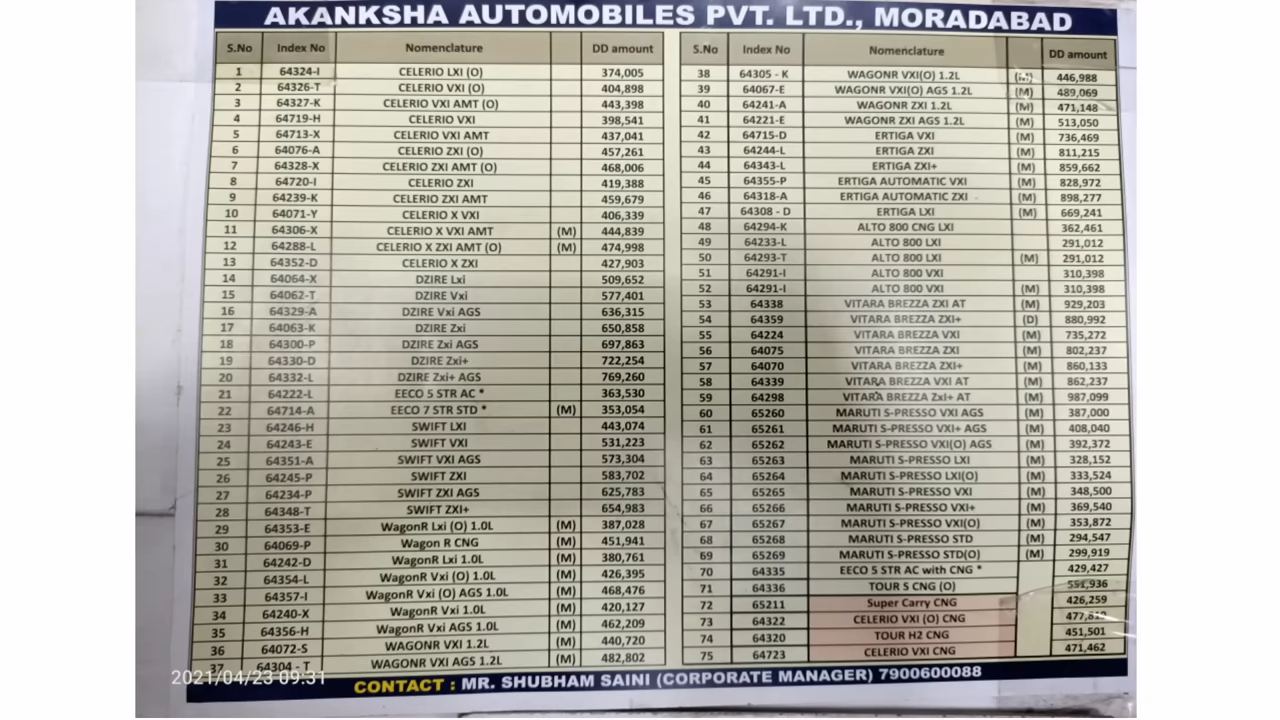 AKANKSHA AUTOMOBILES PVT. LTD., MORADABAD
S.No Index No Nomenclature DD amount
1 64324-I CELERIO LXI (O) 374,005
2 64326-T CELERIO VXI (O) 404,898
3 64327-K CELERIO VXI AMT (O) 443,398
4 64719-H CELERIO VXI 398,541
5 64713-X CELERIO VXI AMT 437,041
6 64076-A CELERIO ZXI (O) 457,261
7 64328-X CELERIO ZXI AMT (O) 468,006
8 64720-I CELERIO ZXI 419,388
9 64239-K CELERIO ZXI AMT 459,679
10 64071-Y CELERIO X VXI 406,339
11 64306-X CELERIO X VXI AMT (M) 444,839
12 64288-L CELERIO X ZXI AMT (O) (M) 474,998
13 64352-D CELERIO X ZXI 427,903
14 64064-X DZIRE Lxi 509,652
15 64062-T DZIRE Vxi 577,401
16 64329-A DZIRE Vxi AGS 636,315
17 64063-K DZIRE Zxi 650,858
18 64300-P DZIRE Zxi AGS 697,863
19 64330-D DZIRE Zxi+ 722,254
20 64332-L DZIRE Zxi+ AGS 769,260
21 64222-L EECO 5 STR AC * 363,530
22 64714-A EECO 7 STR STD * (M) 353,054
23 64246-H SWIFT LXI 443,074
24 64243-E SWIFT VXI 531,223
25 64351-A SWIFT VXI AGS 573,304
26 64245-P SWIFT ZXI 583,702
27 64234-P SWIFT ZXI AGS 625,783
28 64348-T SWIFT ZXI+ 654,983
29 64353-E WagonR Lxi (O) 1.0L (M) 387,028
30 64069-P Wagon R CNG (M) 451,941
31 64242-D WagonR Lxi 1.0L (M) 380,761
32 64354-L WagonR Vxi (O) 1.0L (M) 426,395
33 64357-I WagonR Vxi (O) AGS 1.0L (M) 468,476
34 64240-X WagonR Vxi 1.0L (M) 420,127
35 64356-H WagonR Vxi AGS 1.0L (M) 462,209
36 64072-S WAGONR VXI 1.2L (M) 440,720
37 64304 - T WAGONR VXI AGS 1.2L (M) 482,802
S.No Index No Nomenclature DD amount
38 64305 - K WAGONR VXI(O) 1.2L (M) 446,988
39 64067-E WAGONR VXI(O) AGS 1.2L (M) 489,069
40 64241-A WAGONR ZXI 1.2L (M) 471,148
41 64221-E WAGONR ZXI AGS 1.2L (M) 513,050
42 64715-D ERTIGA VXI (M) 736,469
43 64244-L ERTIGA ZXI (M) 811,215
44 64343-L ERTIGA ZXI+ (M) 859,662
45 64355-P ERTIGA AUTOMATIC VXI (M) 828,972
46 64318-A ERTIGA AUTOMATIC ZXI (M) 898,277
47 64308 - D ERTIGA LXI (M) 669,241
48 64294-K ALTO 800 CNG LXI 362,461
49 64233-L ALTO 800 LXI 291,012
50 64293-T ALTO 800 LXI (M) 291,012
51 64291-I ALTO 800 VXI 310,398
52 64291-I ALTO 800 VXI (M) 310,398
53 64338 VITARA BREZZA ZXI AT (M) 929,203
54 64359 VITARA BREZZA ZXI+ (D) 880,992
55 64224 VITARA BREZZA VXI (M) 735,272
56 64075 VITARA BREZZA ZXI (M) 802,237
57 64070 VITARA BREZZA ZXI+ (M) 860,133
58 64339 VITARA BREZZA VXI AT (M) 862,237
59 64298 VITARA BREZZA ZxI+ AT (M) 987,099
60 65260 MARUTI S-PRESSO VXI AGS (M) 387,000
61 65261 MARUTI S-PRESSO VXI+ AGS (M) 408,040
62 65262 MARUTI S-PRESSO VXI(O) AGS (M) 392,372
63 65263 MARUTI S-PRESSO LXI (M) 328,152
64 65264 MARUTI S-PRESSO LXI(O) (M) 333,524
65 65265 MARUTI S-PRESSO VXI (M) 348,500
66 65266 MARUTI S-PRESSO VXI+ (M) 369,540
67 65267 MARUTI S-PRESSO VXI(O) (M) 353,872
68 65268 MARUTI S-PRESSO STD (M) 294,547
69 65269 MARUTI S-PRESSO STD(O) (M) 299,919
70 64335 EECO 5 STR AC with CNG * 429,427
71 64336 TOUR S CNG (O) 551,936
72 65211 Super Carry CNG 426,259
73 64322 CELERIO VXI (O) CNG
74 64320 TOUR H2 CNG 451,501
75 64723 CELERIO VXI CNG 471,462
CONTACT : MR. SHUBHAM SAINI (CORPORATE MANAGER) 7900600088
2021/04/23 09:31